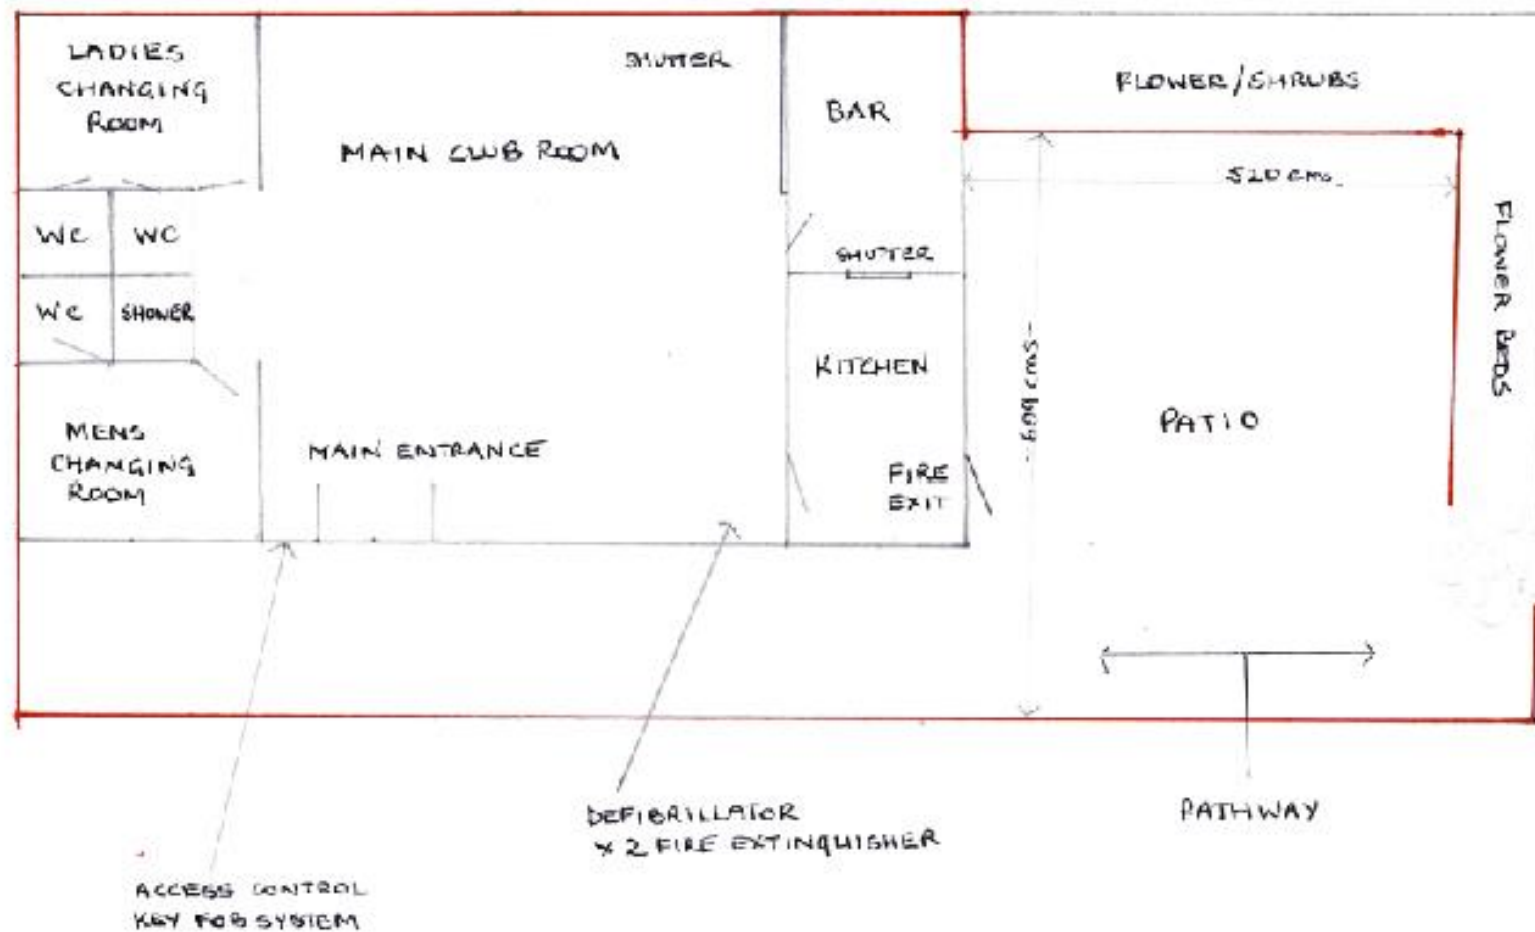 LADIES
CHANGING
ROOM
SHUTTER
BAR
FLOWER/SHRUBS
MAIN CLUB ROOM
520 cms
WC
WC
SHUTTER
FLOWER BEDS
WC
SHOWER
KITCHEN
609 cms
PATIO
MENS
CHANGING
ROOM
MAIN ENTRANCE
FIRE
EXIT
DEFIBRILLATOR
x 2 FIRE EXTINQUISHER
PATHWAY
ACCESS CONTROL
KEY FOB SYSTEM